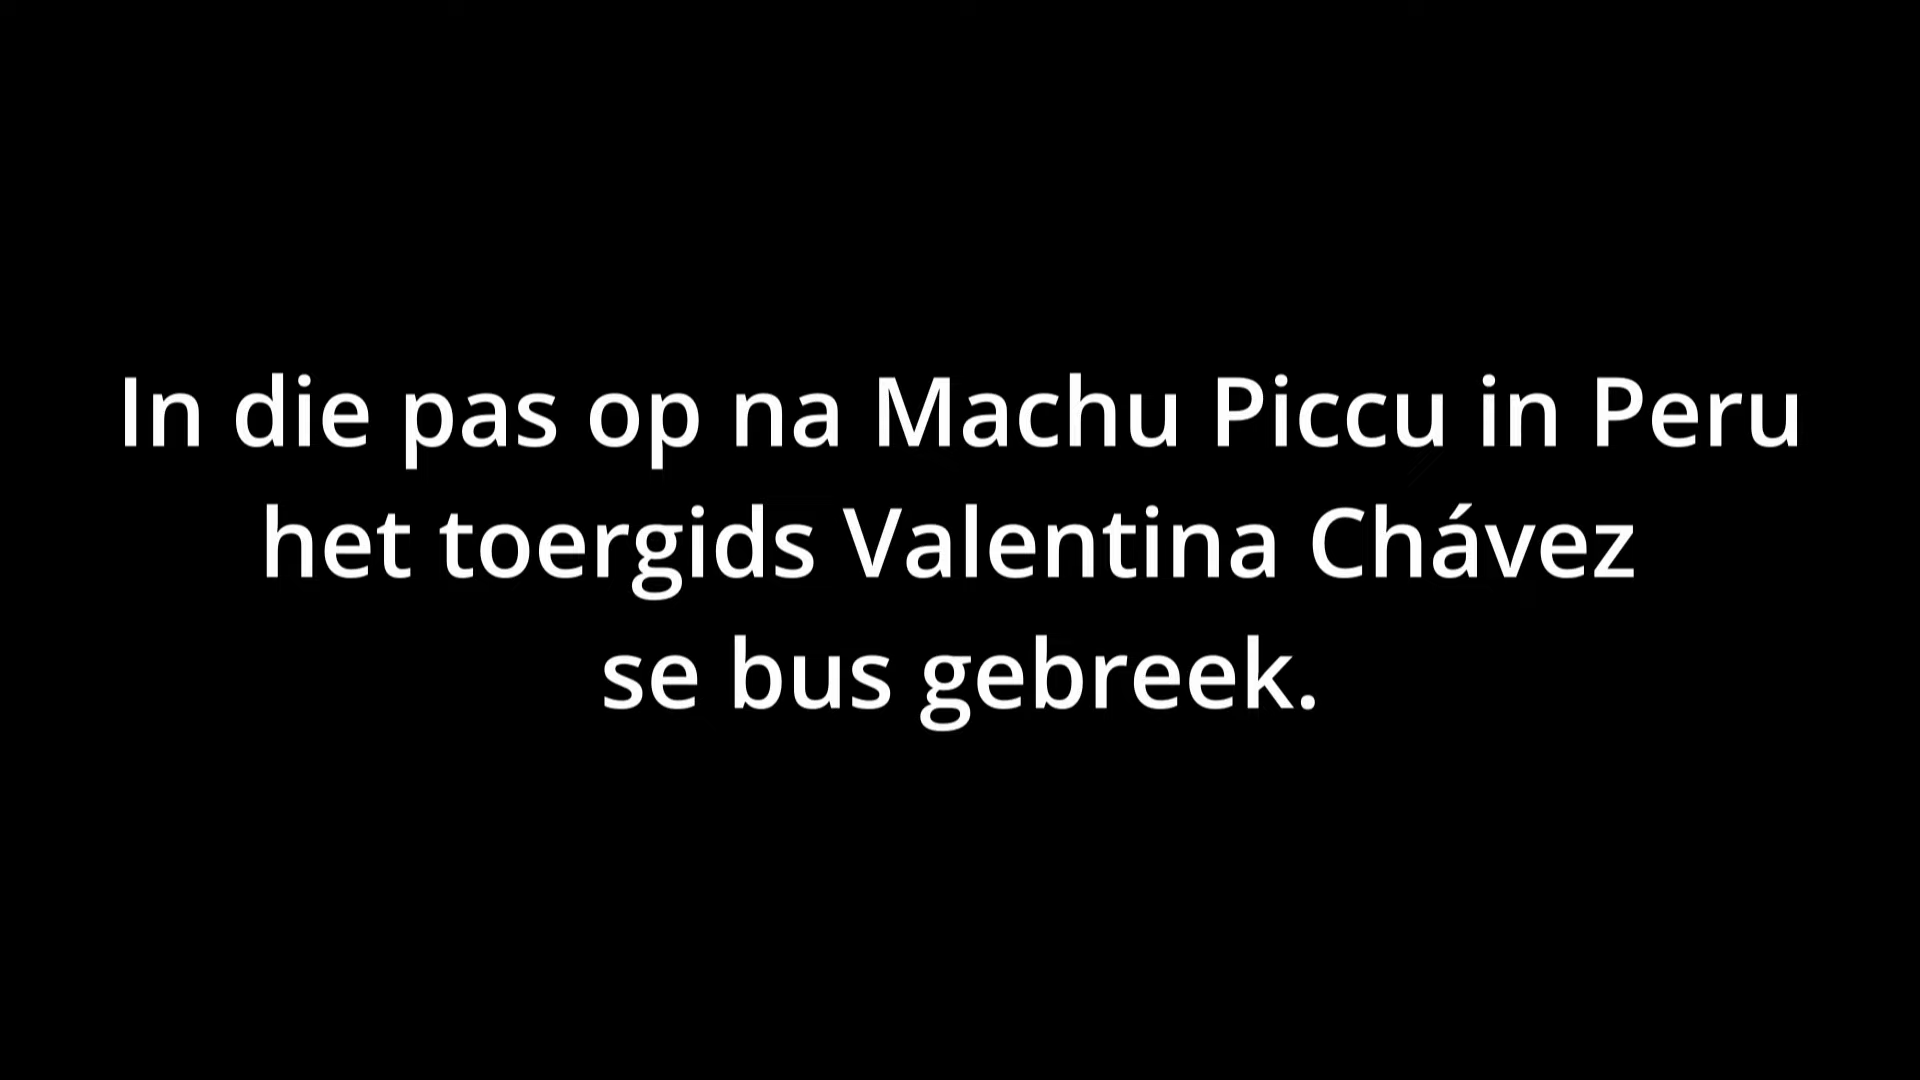 In die pas op na Machu Piccu in Peru
het toergids Valentina Chávez
se bus gebreek.